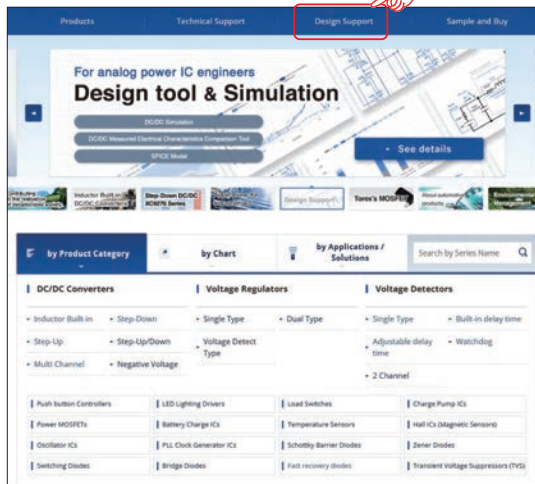 Products Technical Support Design Support Sample and Buy
For analog power IC engineers
Design tool & Simulation
DC/DC Simulation
DC/DC Measured Electrical Characteristics Comparison Tool
SPICE Model
See details
Inductor Built-in DC/DC
Step-Down DC/DC
XC9276 Series
Design Support
Torex's MOSFET
About automotive products
Environmental Management
by Product Category by Chart by Applications / Solutions Search by Series Name
DC/DC Converters Voltage Regulators Voltage Detectors
Inductor Built in Step-Down Single Type Dual Type Single Type Built-in delay time
Step-Up Step-Up/Down Voltage Detect Type Adjustable delay time Watchdog
Multi Channel Negative Voltage
2 Channel
Push button Controllers LED Lighting Drivers Load Switches Charge Pump ICs
Power MOSFETs Battery Charge ICs Temperature Sensors Hall ICs (Magnetic Sensors)
Oscillator ICs PLL Clock Generator ICs Schottky Barrier Diodes Zener Diodes
Switching Diodes Bridge Diodes Fast recovery diodes Transient Voltage Suppressors (TVS)